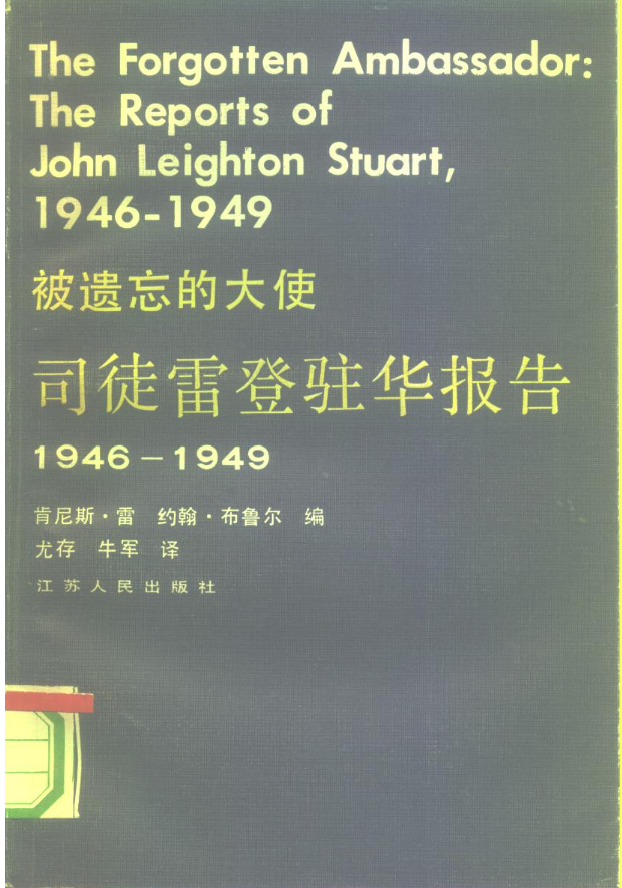 The Forgotten Ambassador:
The Reports of
John Leighton Stuart,
1946-1949
被遗忘的大使
司徒雷登驻华报告
1946－1949
肯尼斯·雷 约翰·布鲁尔 编
尤存 牛军 译
江苏人民出版社